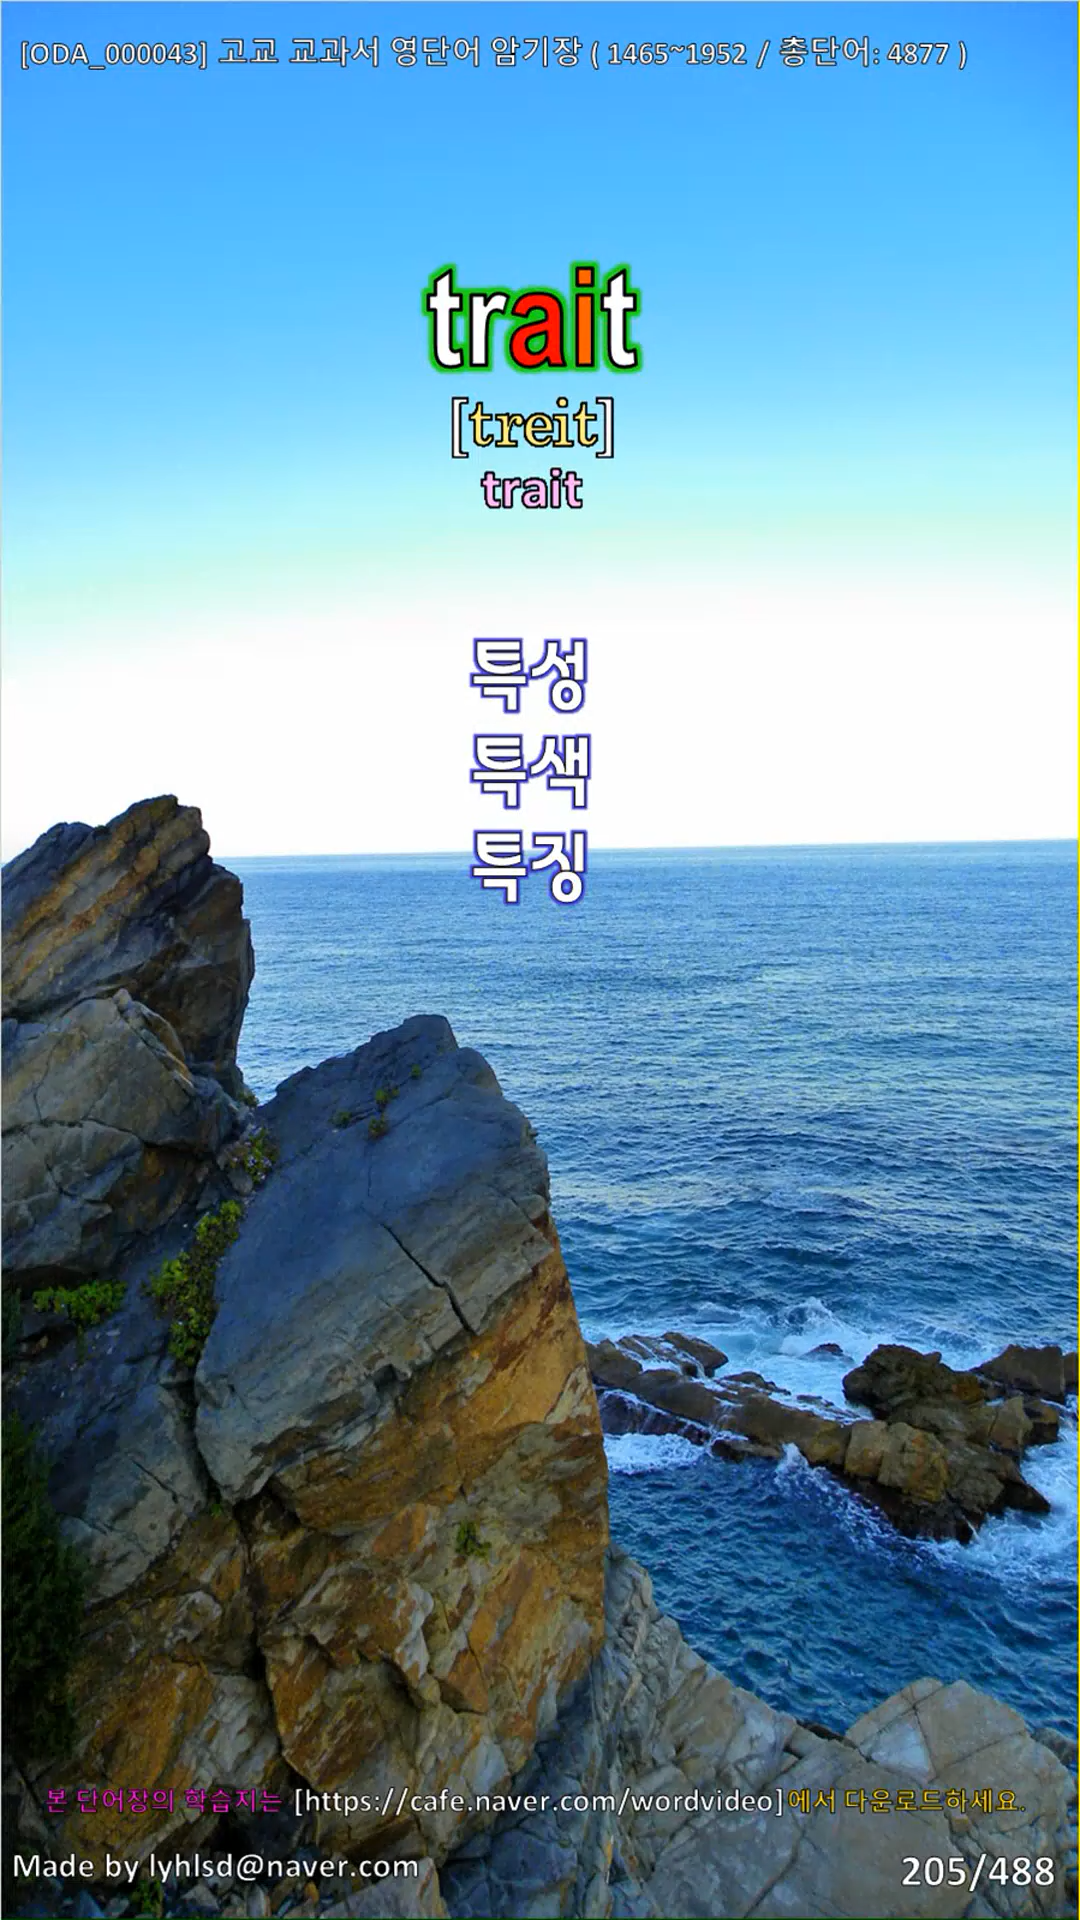 [ODA_000043] 고교 교과서 영단어 암기장 ( 1465~1952 / 총단어: 4877 )
trait
[treit]
trait
특성
특색
특징
본 단어장의 학습지는 [https://cafe.naver.com/wordvideo]에서 다운로드하세요.
Made by lyhlsd@naver.com
205/488